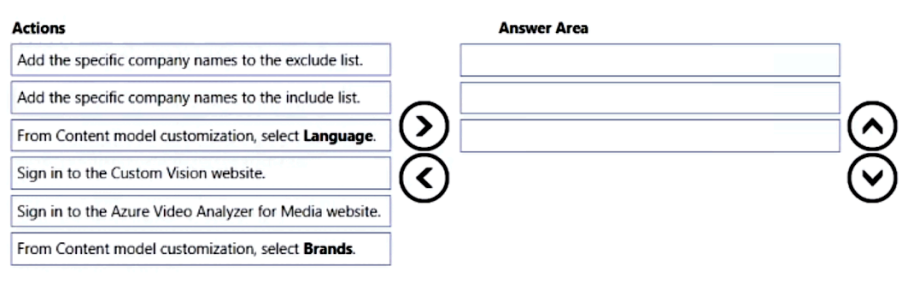 Actions
Answer Area
Add the specific company names to the exclude list.
Add the specific company names to the include list.
From Content model customization, select Language.
Sign in to the Custom Vision website.
Sign in to the Azure Video Analyzer for Media website.
From Content model customization, select Brands.